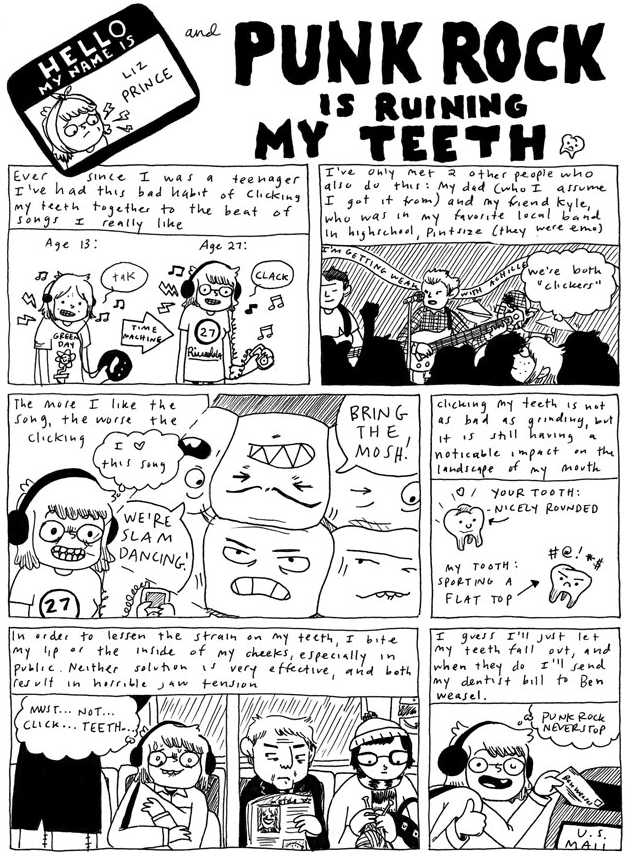 HELLO
MY NAME IS
LIZ
PRINCE
and
PUNK ROCK
IS RUINING
MY TEETH
Ever since I was a teenager
I've had this bad habit of clicking
my teeth together to the beat of
songs I really like
Age 13:
Age 27:
tak
CLACK
TIME
MACHINE
GREEN
DAY
27
I've only met 2 other people who
also do this: my dad (who I assume
I got it from) and my friend Kyle,
who was in my favorite local band
in highschool, Pintsize (they were emo)
I'M GETTING WEAK
WITH ACHILLE
we're both
"clickers"
The more I like the
song, the worse the
clicking
I ♥
this song
WE'RE
SLAM
DANCING!
BRING
THE
MOSH!
27
clicking my teeth is not
as bad as grinding, but
it is still having a
noticable impact on the
landscape of my mouth
YOUR TOOTH:
-NICELY ROUNDED
#@!**
MY TOOTH:
SPORTING A
FLAT TOP
In order to lessen the strain on my teeth, I bite
my lip or the inside of my cheeks, especially in
public. Neither solution is very effective, and both
result in horrible jaw tension
MUST... NOT...
CLICK... TEETH...
I guess I'll just let
my teeth fall out, and
when they do I'll send
my dentist bill to Ben
Weasel.
PUNK ROCK
NEVERSTOP
BEN WEASEL
U.S.
MAIL